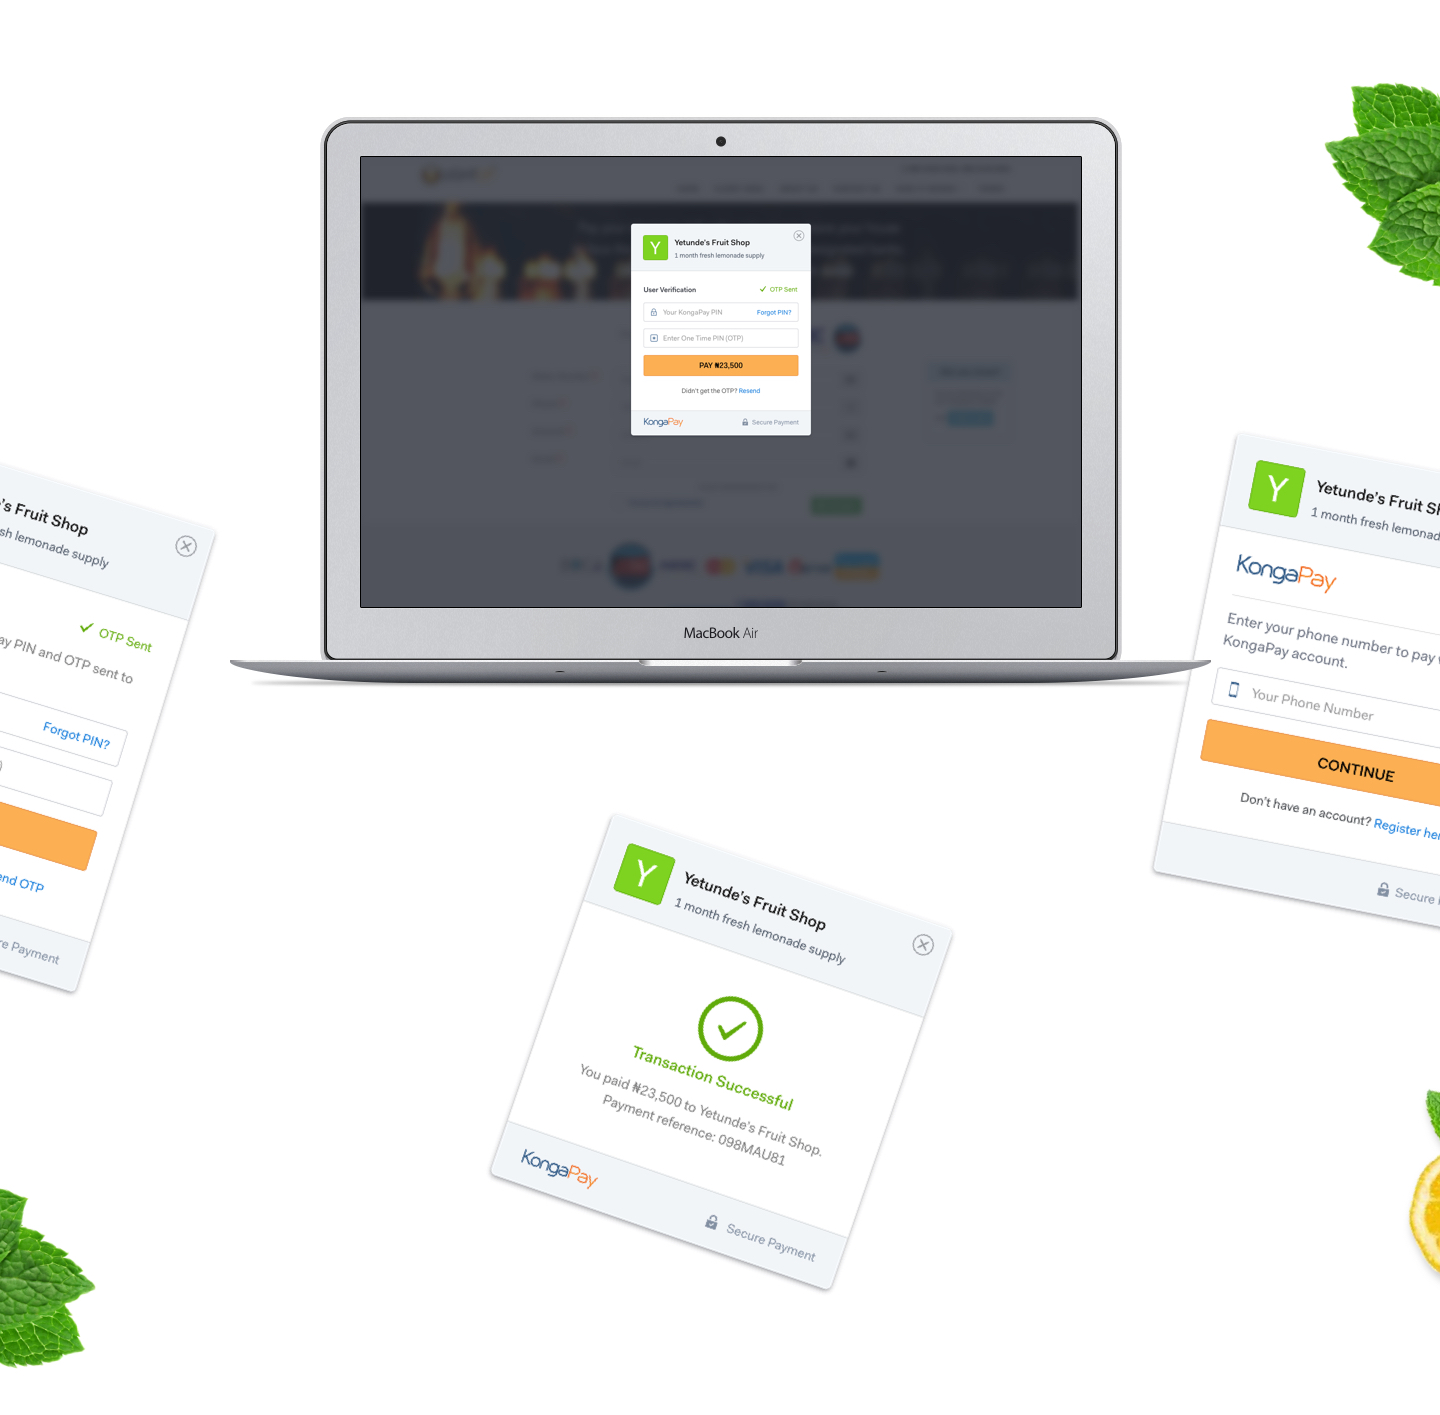 Yetunde's Fruit Shop
1 month fresh lemonade supply
User Verification
OTP Sent
Your KongaPay PIN
Forgot PIN?
Enter One Time PIN (OTP)
PAY ₦23,500
Didn't get the OTP? Resend
KongaPay
Secure Payment
VISA
MacBook Air
's Fruit Shop
sh lemonade supply
OTP Sent
ay PIN and OTP sent to
Forgot PIN?
)
end OTP
re Payment
Y
Yetunde's Fruit Sh
1 month fresh lemonad
KongaPay
Enter your phone number to pay
KongaPay account.
Your Phone Number
CONTINUE
Don't have an account? Register her
Secure
Y
Yetunde's Fruit Shop
1 month fresh lemonade supply
Transaction Successful
You paid ₦23,500 to Yetunde's Fruit Shop.
Payment reference: 098MAU81
KongaPay
Secure Payment